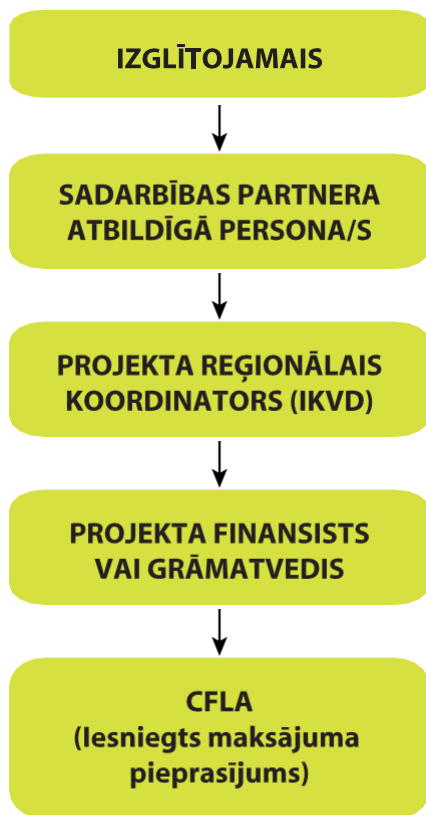 IZGLĪTOJAMAIS
SADARBĪBAS PARTNERA
ATBILDĪGĀ PERSONA/S
PROJEKTA REĢIONĀLAIS
KOORDINATORS (IKVD)
PROJEKTA FINANSISTS
VAI GRĀMATVEDIS
CFLA
(Iesniegts maksājuma
pieprasījums)